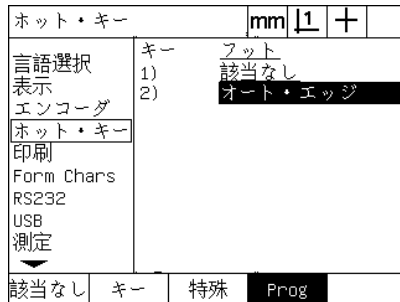 ホット・キー mm 1
言語選択
表示
エンコーダ
ホット・キー
印刷
Form Chars
RS232
USB
測定
キー フット
1) 該当なし
2) オート・エッジ
該当なし キー 特殊 Prog